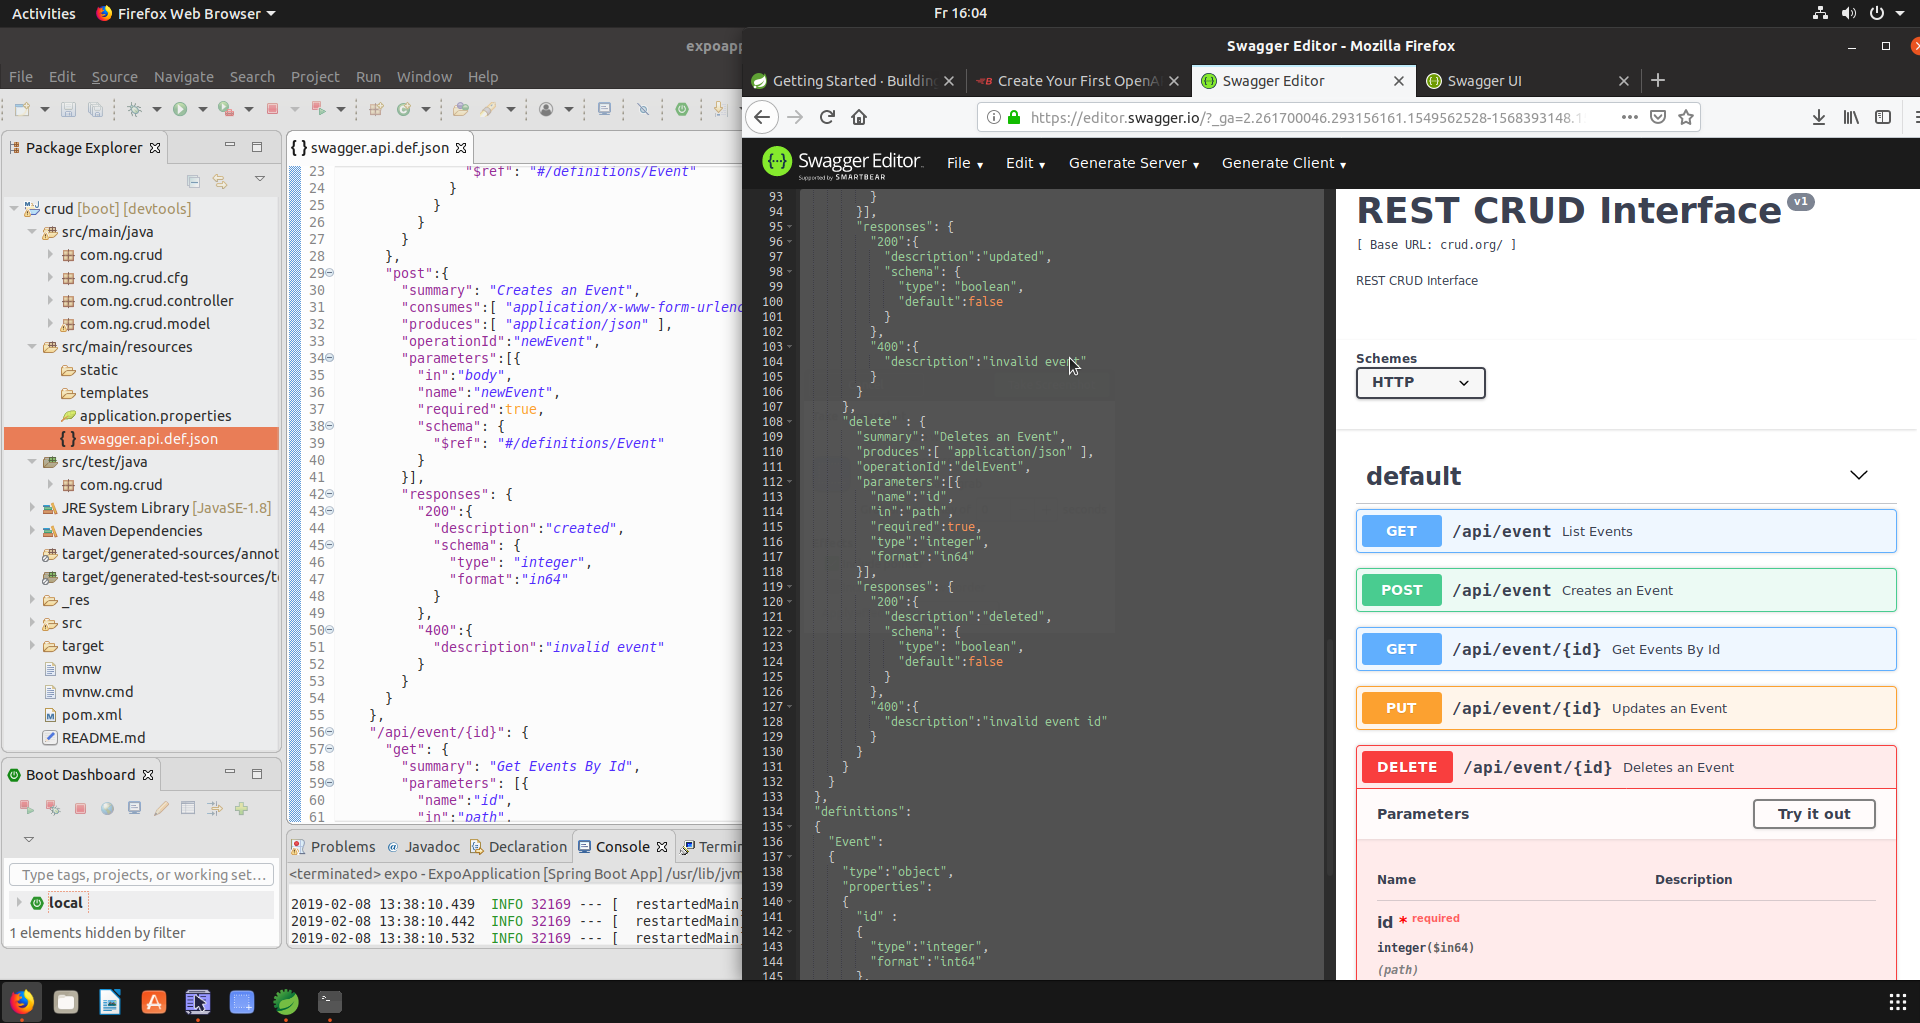 Activities
Firefox Web Browser
Fr 16:04
expoapp
File Edit Source Navigate Search Project Run Window Help
Package Explorer
crud [boot] [devtools]
src/main/java
com.ng.crud
com.ng.crud.cfg
com.ng.crud.controller
com.ng.crud.model
src/main/resources
static
templates
application.properties
swagger.api.def.json
src/test/java
com.ng.crud
JRE System Library [JavaSE-1.8]
Maven Dependencies
target/generated-sources/annot
target/generated-test-sources/t
_res
src
target
mvnw
mvnw.cmd
pom.xml
README.md
Boot Dashboard
Type tags, projects, or working set...
local
1 elements hidden by filter
swagger.api.def.json
23 "$ref": "#/definitions/Event"
24 }
25 }
26 }
27 }
28 },
29 "post":{
30 "summary": "Creates an Event",
31 "consumes":[ "application/x-www-form-urlenc
32 "produces":[ "application/json" ],
33 "operationId":"newEvent",
34 "parameters":[{
35 "in":"body",
36 "name":"newEvent",
37 "required":true,
38 "schema": {
39 "$ref": "#/definitions/Event"
40 }
41 }],
42 "responses": {
43 "200":{
44 "description":"created",
45 "schema": {
46 "type": "integer",
47 "format":"in64"
48 }
49 },
50 "400":{
51 "description":"invalid event"
52 }
53 }
54 }
55 },
56 "/api/event/{id}": {
57 "get": {
58 "summary": "Get Events By Id",
59 "parameters": [{
60 "name":"id",
61 "in":"path",
Problems
Javadoc
Declaration
Console
Termin
<terminated> expo - ExpoApplication [Spring Boot App] /usr/lib/jvm
2019-02-08 13:38:10.439 INFO 32169 --- [ restartedMain
2019-02-08 13:38:10.442 INFO 32169 --- [ restartedMain
2019-02-08 13:38:10.532 INFO 32169 --- [ restartedMain
Swagger Editor - Mozilla Firefox
Getting Started · Building
Create Your First OpenA
Swagger Editor
Swagger UI
https://editor.swagger.io/?_ga=2.261700046.293156161.1549562528-1568393148.1
Swagger Editor
Supported by SMARTBEAR
File Edit Generate Server Generate Client
93 }
94 }],
95 "responses": {
96 "200":{
97 "description":"updated",
98 "schema": {
99 "type": "boolean",
100 "default":false
101 }
102 },
103 "400":{
104 "description":"invalid event"
105 }
106 }
107 },
108 "delete" : {
109 "summary": "Deletes an Event",
110 "produces":[ "application/json" ],
111 "operationId":"delEvent",
112 "parameters":[{
113 "name":"id",
114 "in":"path",
115 "required":true,
116 "type":"integer",
117 "format":"in64"
118 }],
119 "responses": {
120 "200":{
121 "description":"deleted",
122 "schema": {
123 "type": "boolean",
124 "default":false
125 }
126 },
127 "400":{
128 "description":"invalid event id"
129 }
130 }
131 }
132 }
133 },
134 "definitions":
135 {
136 "Event":
137 {
138 "type":"object",
139 "properties":
140 {
141 "id" :
142 {
143 "type":"integer",
144 "format":"int64"
145 },
REST CRUD Interface v1
[ Base URL: crud.org/ ]
REST CRUD Interface
Schemes
HTTP
default
GET /api/event List Events
POST /api/event Creates an Event
GET /api/event/{id} Get Events By Id
PUT /api/event/{id} Updates an Event
DELETE /api/event/{id} Deletes an Event
Parameters
Try it out
Name Description
id * required
integer($in64)
(path)